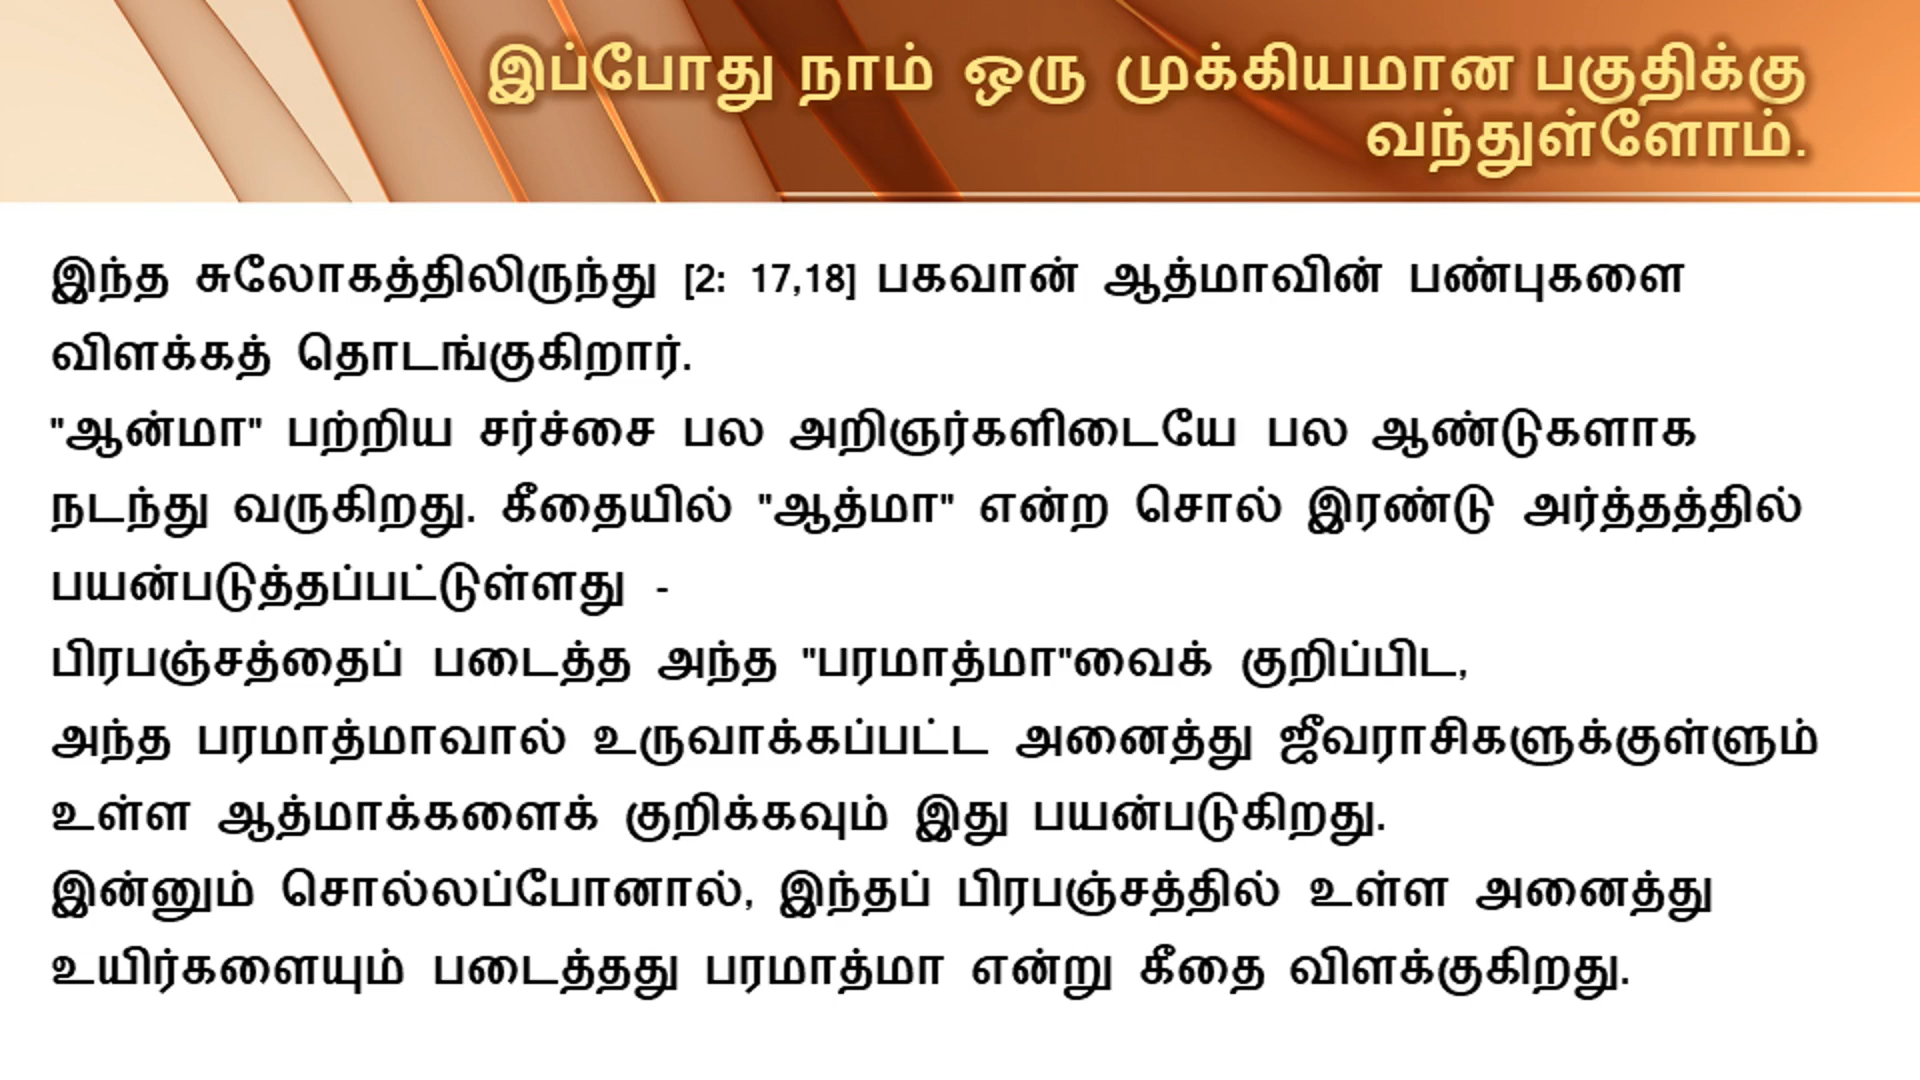 இப்போது நாம் ஒரு முக்கியமான பகுதிக்கு
வந்துள்ளோம்.
இந்த சுலோகத்திலிருந்து [2: 17,18] பகவான் ஆத்மாவின் பண்புகளை
விளக்கத் தொடங்குகிறார்.
"ஆன்மா" பற்றிய சர்ச்சை பல அறிஞர்களிடையே பல ஆண்டுகளாக
நடந்து வருகிறது. கீதையில் "ஆத்மா" என்ற சொல் இரண்டு அர்த்தத்தில்
பயன்படுத்தப்பட்டுள்ளது -
பிரபஞ்சத்தைப் படைத்த அந்த "பரமாத்மா"வைக் குறிப்பிட,
அந்த பரமாத்மாவால் உருவாக்கப்பட்ட அனைத்து ஜீவராசிகளுக்குள்ளும்
உள்ள ஆத்மாக்களைக் குறிக்கவும் இது பயன்படுகிறது.
இன்னும் சொல்லப்போனால், இந்தப் பிரபஞ்சத்தில் உள்ள அனைத்து
உயிர்களையும் படைத்தது பரமாத்மா என்று கீதை விளக்குகிறது.